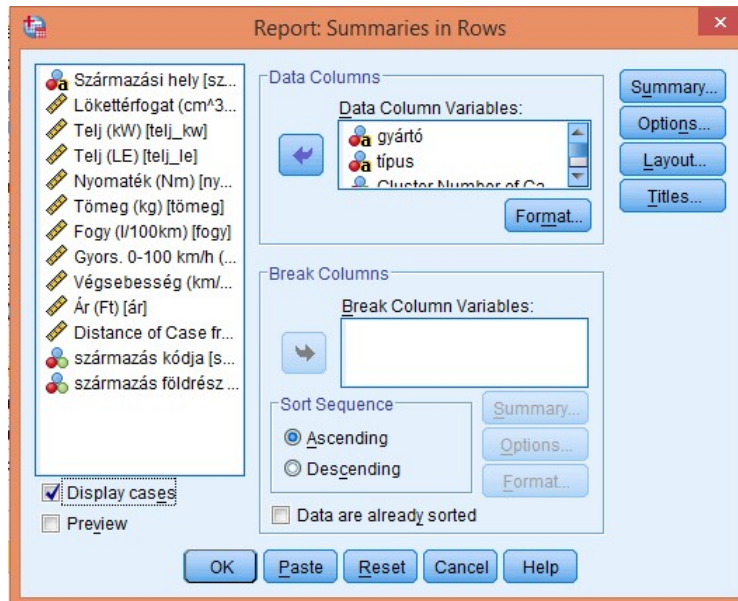 Report: Summaries in Rows
Származási hely [sz...
Lökettérfogat (cm^3...
Telj (kW) [telj_kw]
Telj (LE) [telj_le]
Nyomaték (Nm) [ny...
Tömeg (kg) [tömeg]
Fogy (l/100km) [fogy]
Gyors. 0-100 km/h (...
Végsebesség (km/...
Ár (Ft) [ár]
Distance of Case fr...
származás kódja [s...
származás földrész ...
Display cases
Preview
Data Columns
Data Column Variables:
gyártó
típus
Cluster Number of Ca
Format...
Break Columns
Break Column Variables:
Sort Sequence
Ascending
Descending
Summary...
Options...
Format...
Data are already sorted
Summary...
Options...
Layout...
Titles...
OK
Paste
Reset
Cancel
Help